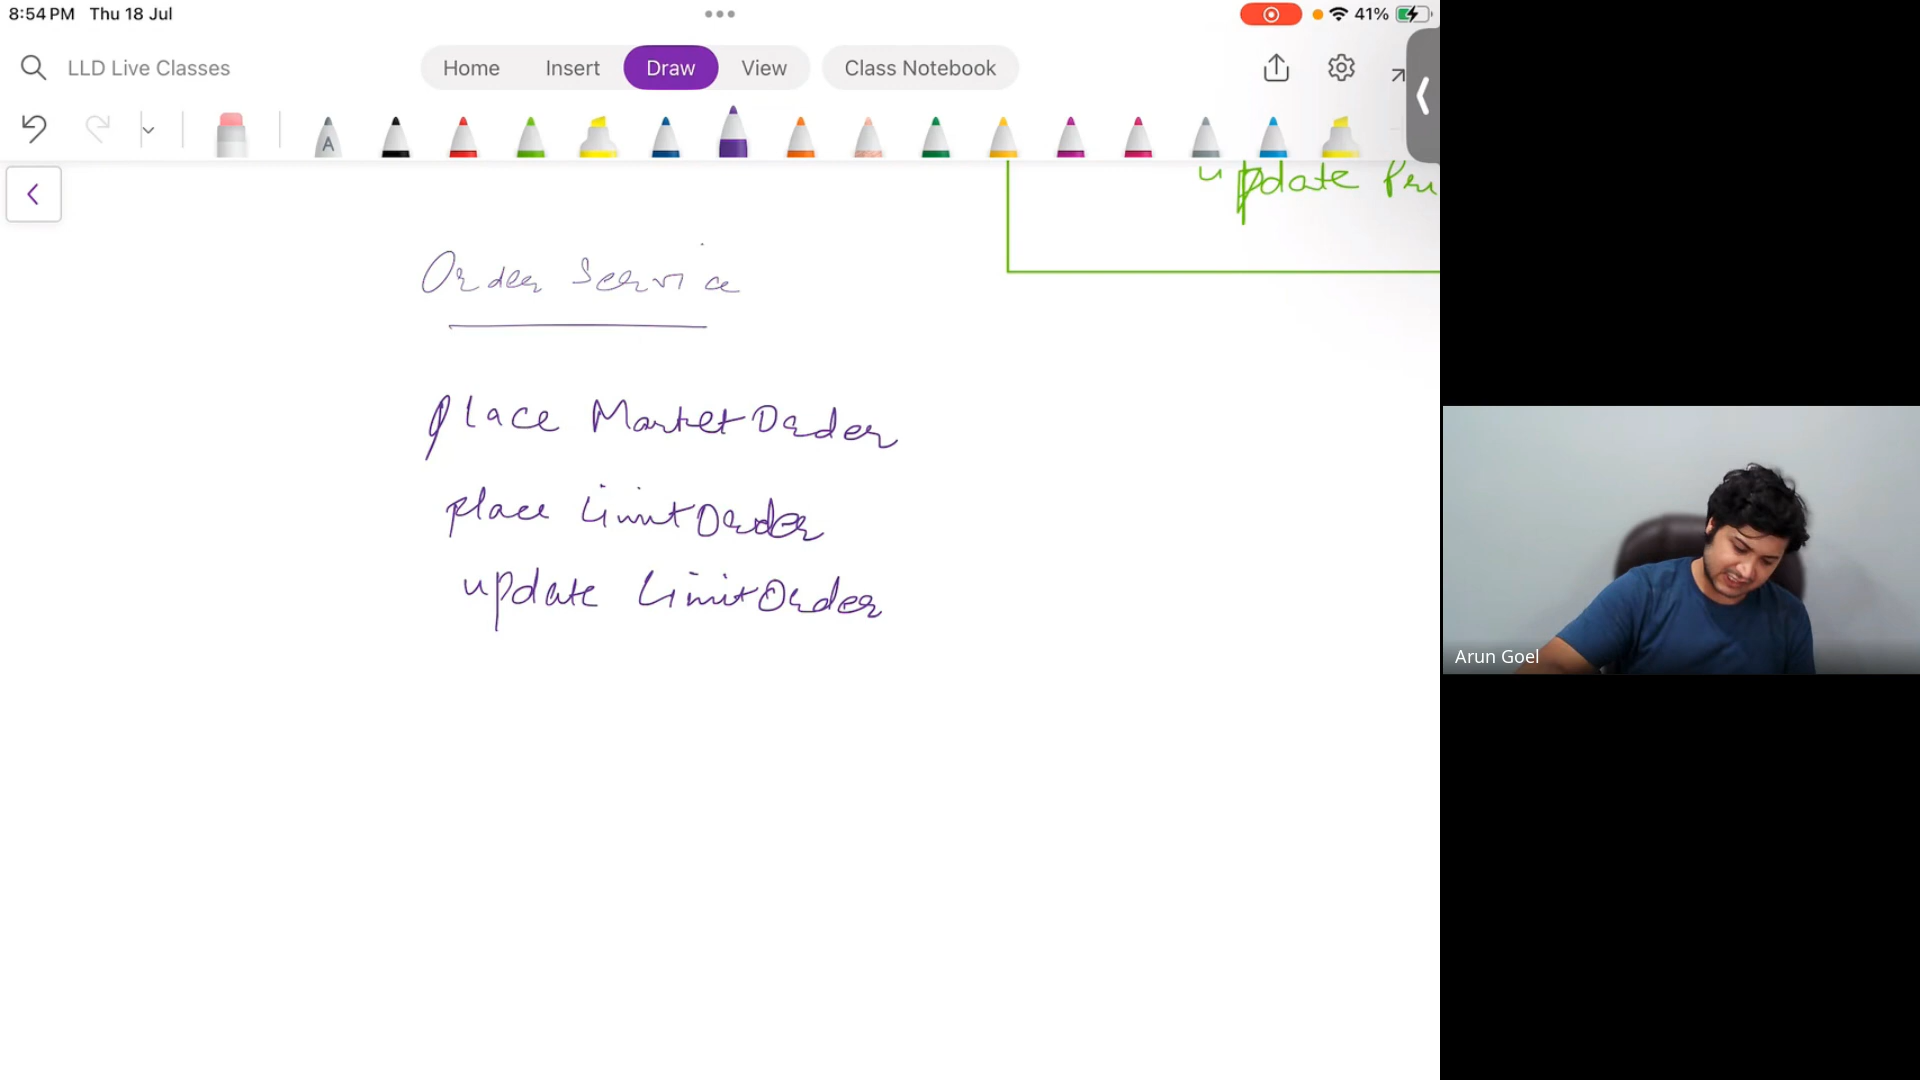 8:54 PM Thu 18 Jul
41%
LLD Live Classes
Home Insert Draw View Class Notebook
A
update
Order Service
place MarketOrder
place LimitOrder
update LimitOrder
Arun Goel